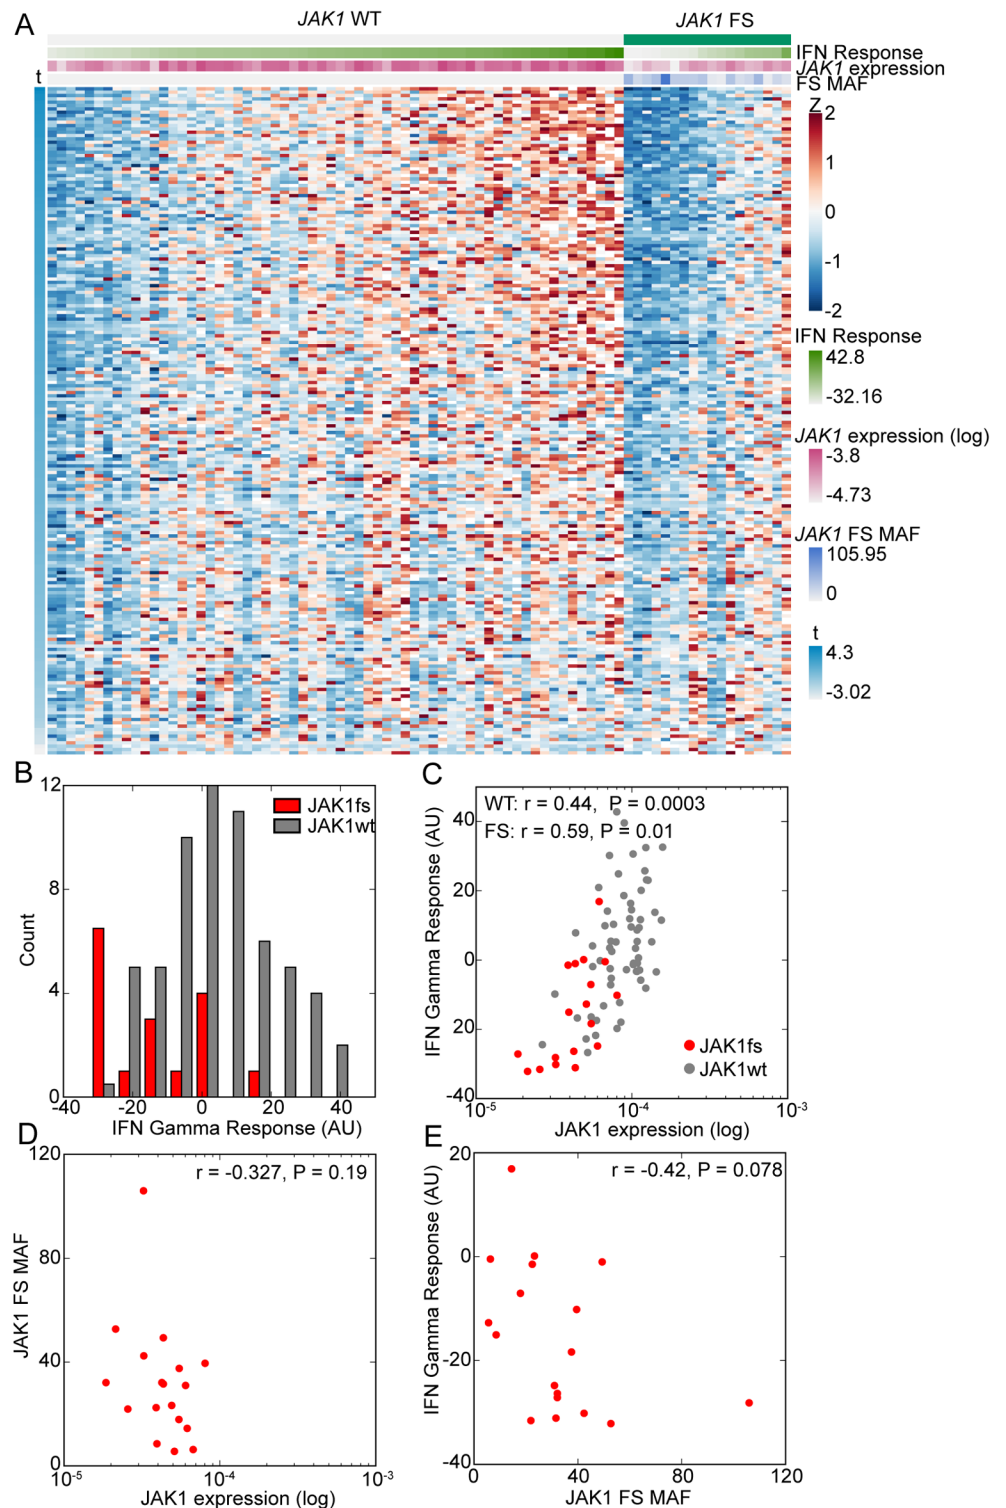 A
JAK1 WT
JAK1 FS
IFN Response
JAK1 expression
FS MAF
t
Z
2
1
0
-1
-2
IFN Response
42.8
-32.16
JAK1 expression (log)
-3.8
-4.73
JAK1 FS MAF
105.95
0
t
4.3
-3.02
B
12
8
4
0
Count
-40
-20
0
20
40
IFN Gamma Response (AU)
JAK1fs
JAK1wt
C
WT: r = 0.44, P = 0.0003
FS: r = 0.59, P = 0.01
40
20
0
20
-40
IFN Gamma Response (AU)
JAK1fs
JAK1wt
10-5
10-4
10-3
JAK1 expression (log)
D
r = -0.327, P = 0.19
120
80
40
0
JAK1 FS MAF
10-5
10-4
10-3
JAK1 expression (log)
E
r = -0.42, P = 0.078
20
0
-20
-40
IFN Gamma Response (AU)
0
40
80
120
JAK1 FS MAF